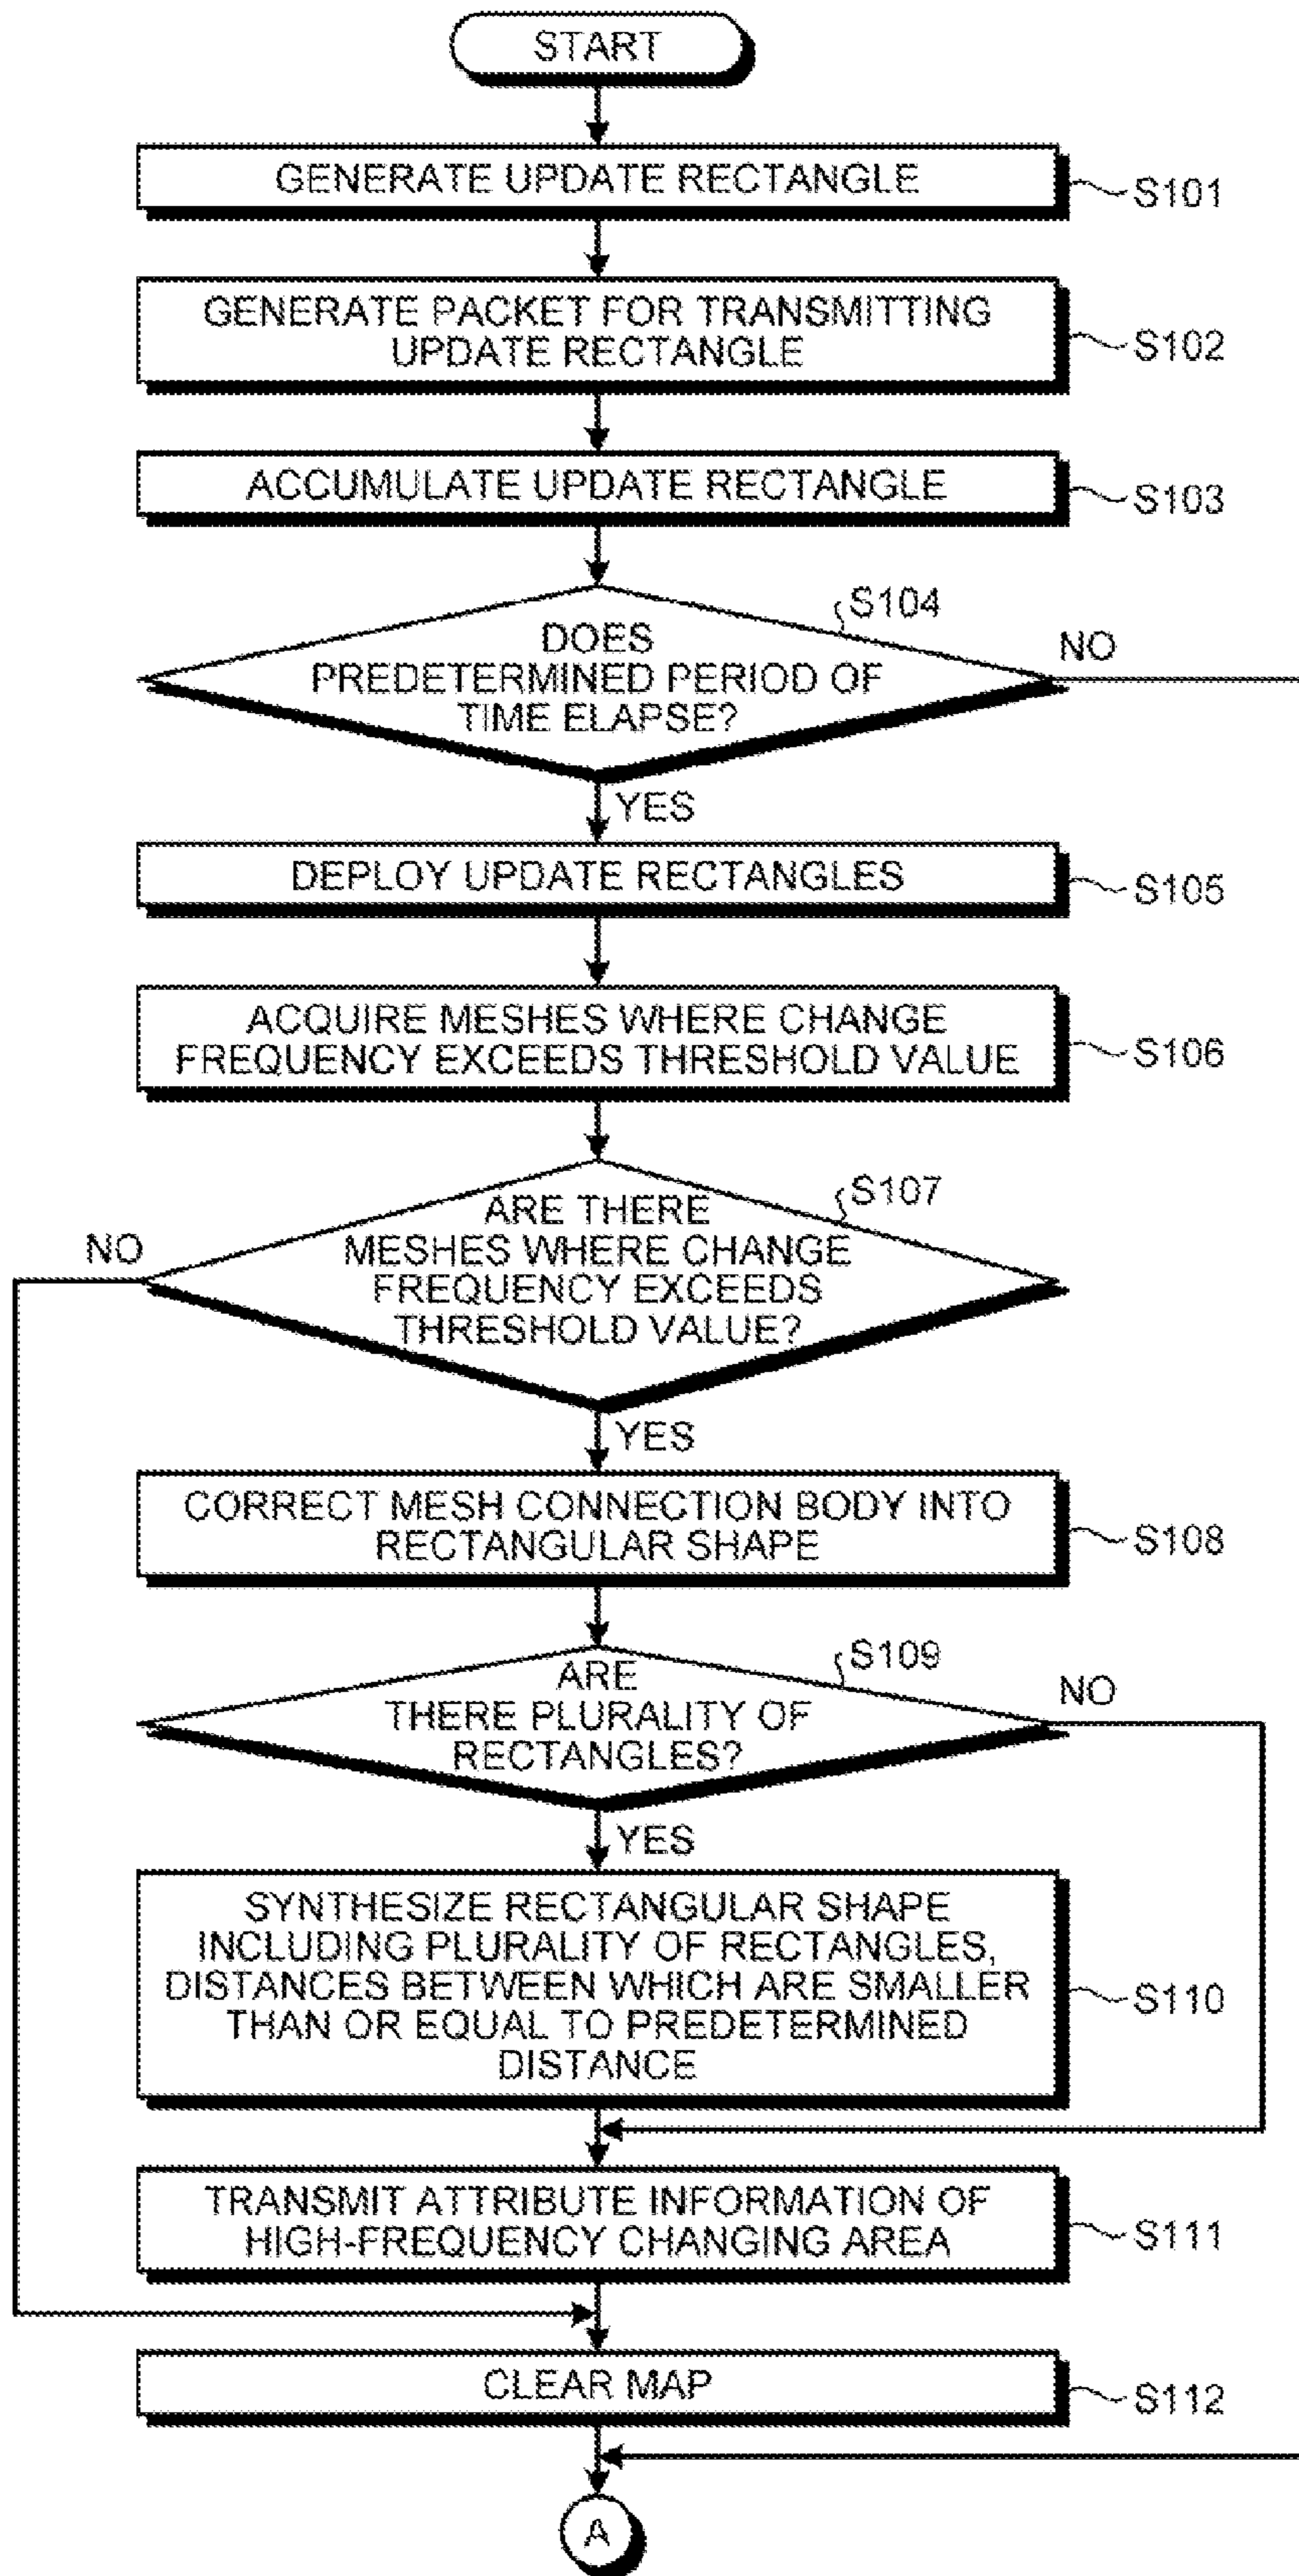 START
GENERATE UPDATE RECTANGLE
S101
GENERATE PACKET FOR TRANSMITTING
UPDATE RECTANGLE
S102
ACCUMULATE UPDATE RECTANGLE
S103
S104
DOES
PREDETERMINED PERIOD OF
TIME ELAPSE?
NO
YES
DEPLOY UPDATE RECTANGLES
S105
ACQUIRE MESHES WHERE CHANGE
FREQUENCY EXCEEDS THRESHOLD VALUE
S106
S107
ARE THERE
MESHES WHERE CHANGE
FREQUENCY EXCEEDS
THRESHOLD VALUE?
NO
YES
CORRECT MESH CONNECTION BODY INTO
RECTANGULAR SHAPE
S108
S109
ARE
THERE PLURALITY OF
RECTANGLES?
NO
YES
SYNTHESIZE RECTANGULAR SHAPE
INCLUDING PLURALITY OF RECTANGLES,
DISTANCES BETWEEN WHICH ARE SMALLER
THAN OR EQUAL TO PREDETERMINED
DISTANCE
S110
TRANSMIT ATTRIBUTE INFORMATION OF
HIGH-FREQUENCY CHANGING AREA
S111
CLEAR MAP
S112
A